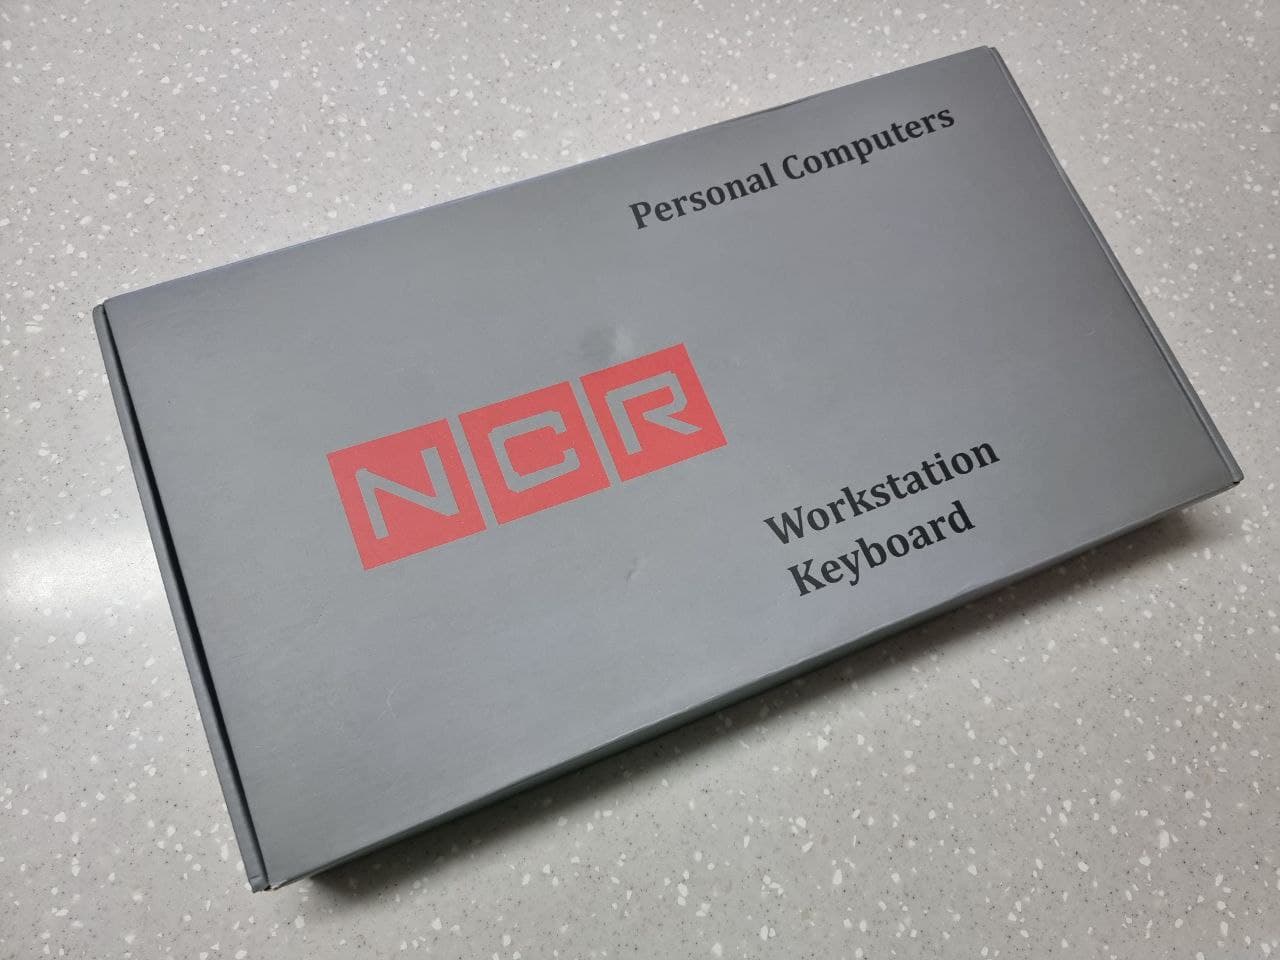 Personal Computers
NCR
Workstation
Keyboard